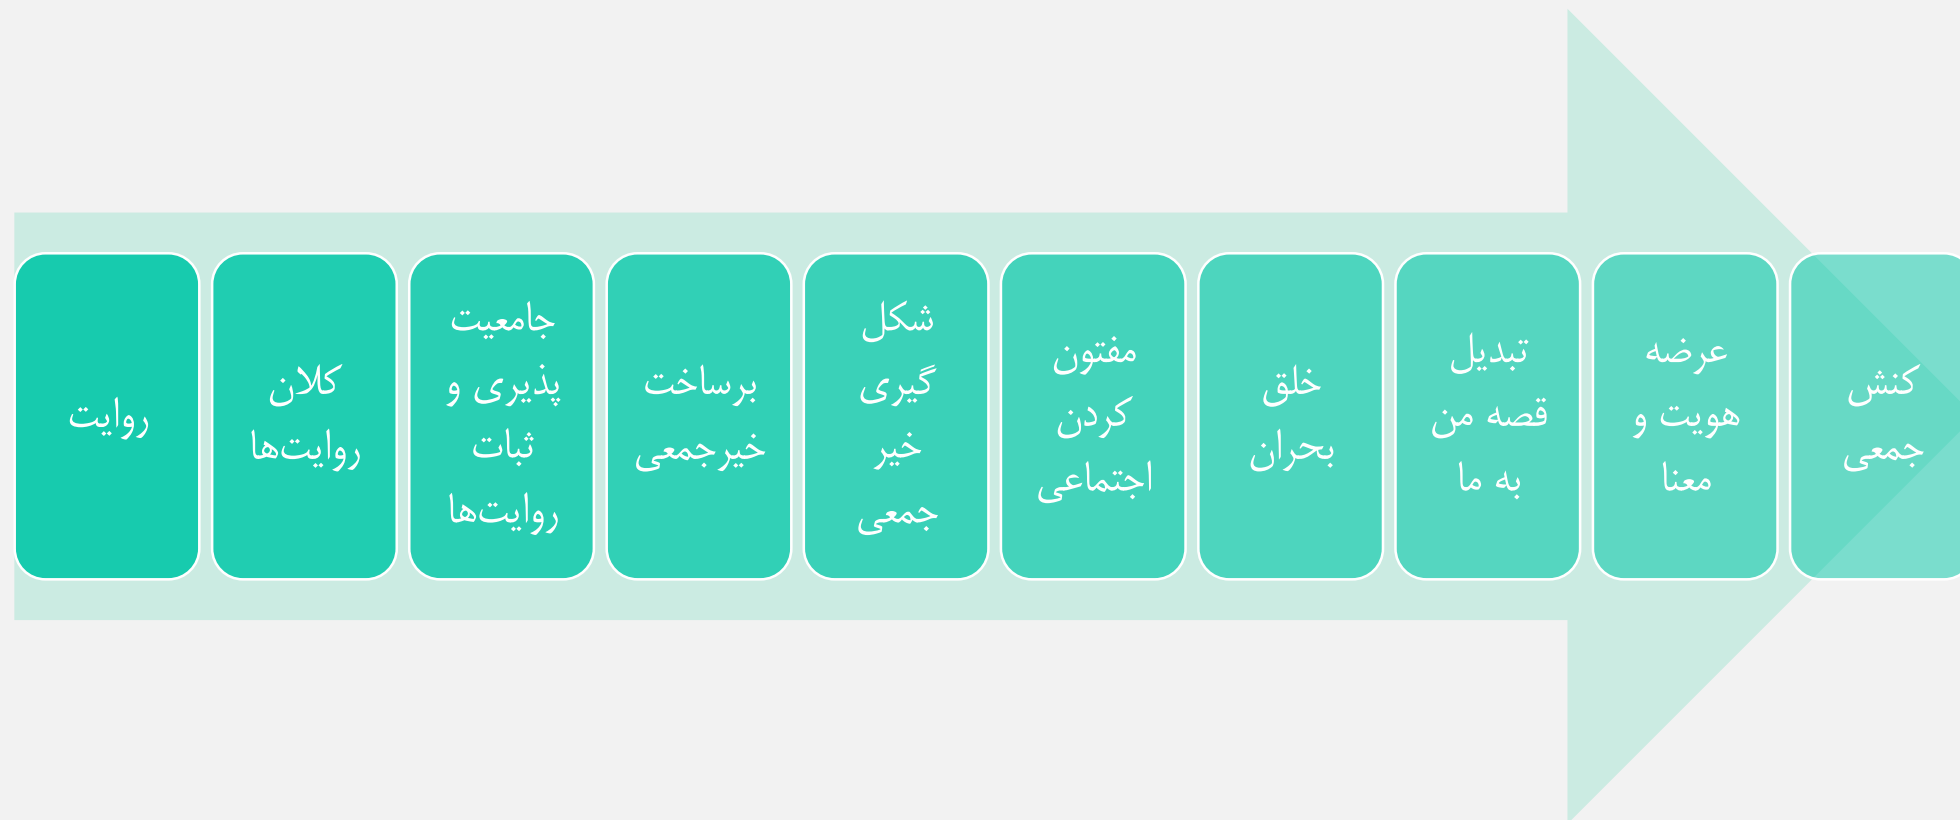 روایت
کلان
روایت‌ها
جامعیت
پذیری و
ثبات
روایت‌ها
برساخت
خیرجمعی
شکل
گیری
خیر
جمعی
مفتون
کردن
اجتماعی
خلق
بحران
تبدیل
قصه من
به ما
عرضه
هویت و
معنا
کنش
جمعی